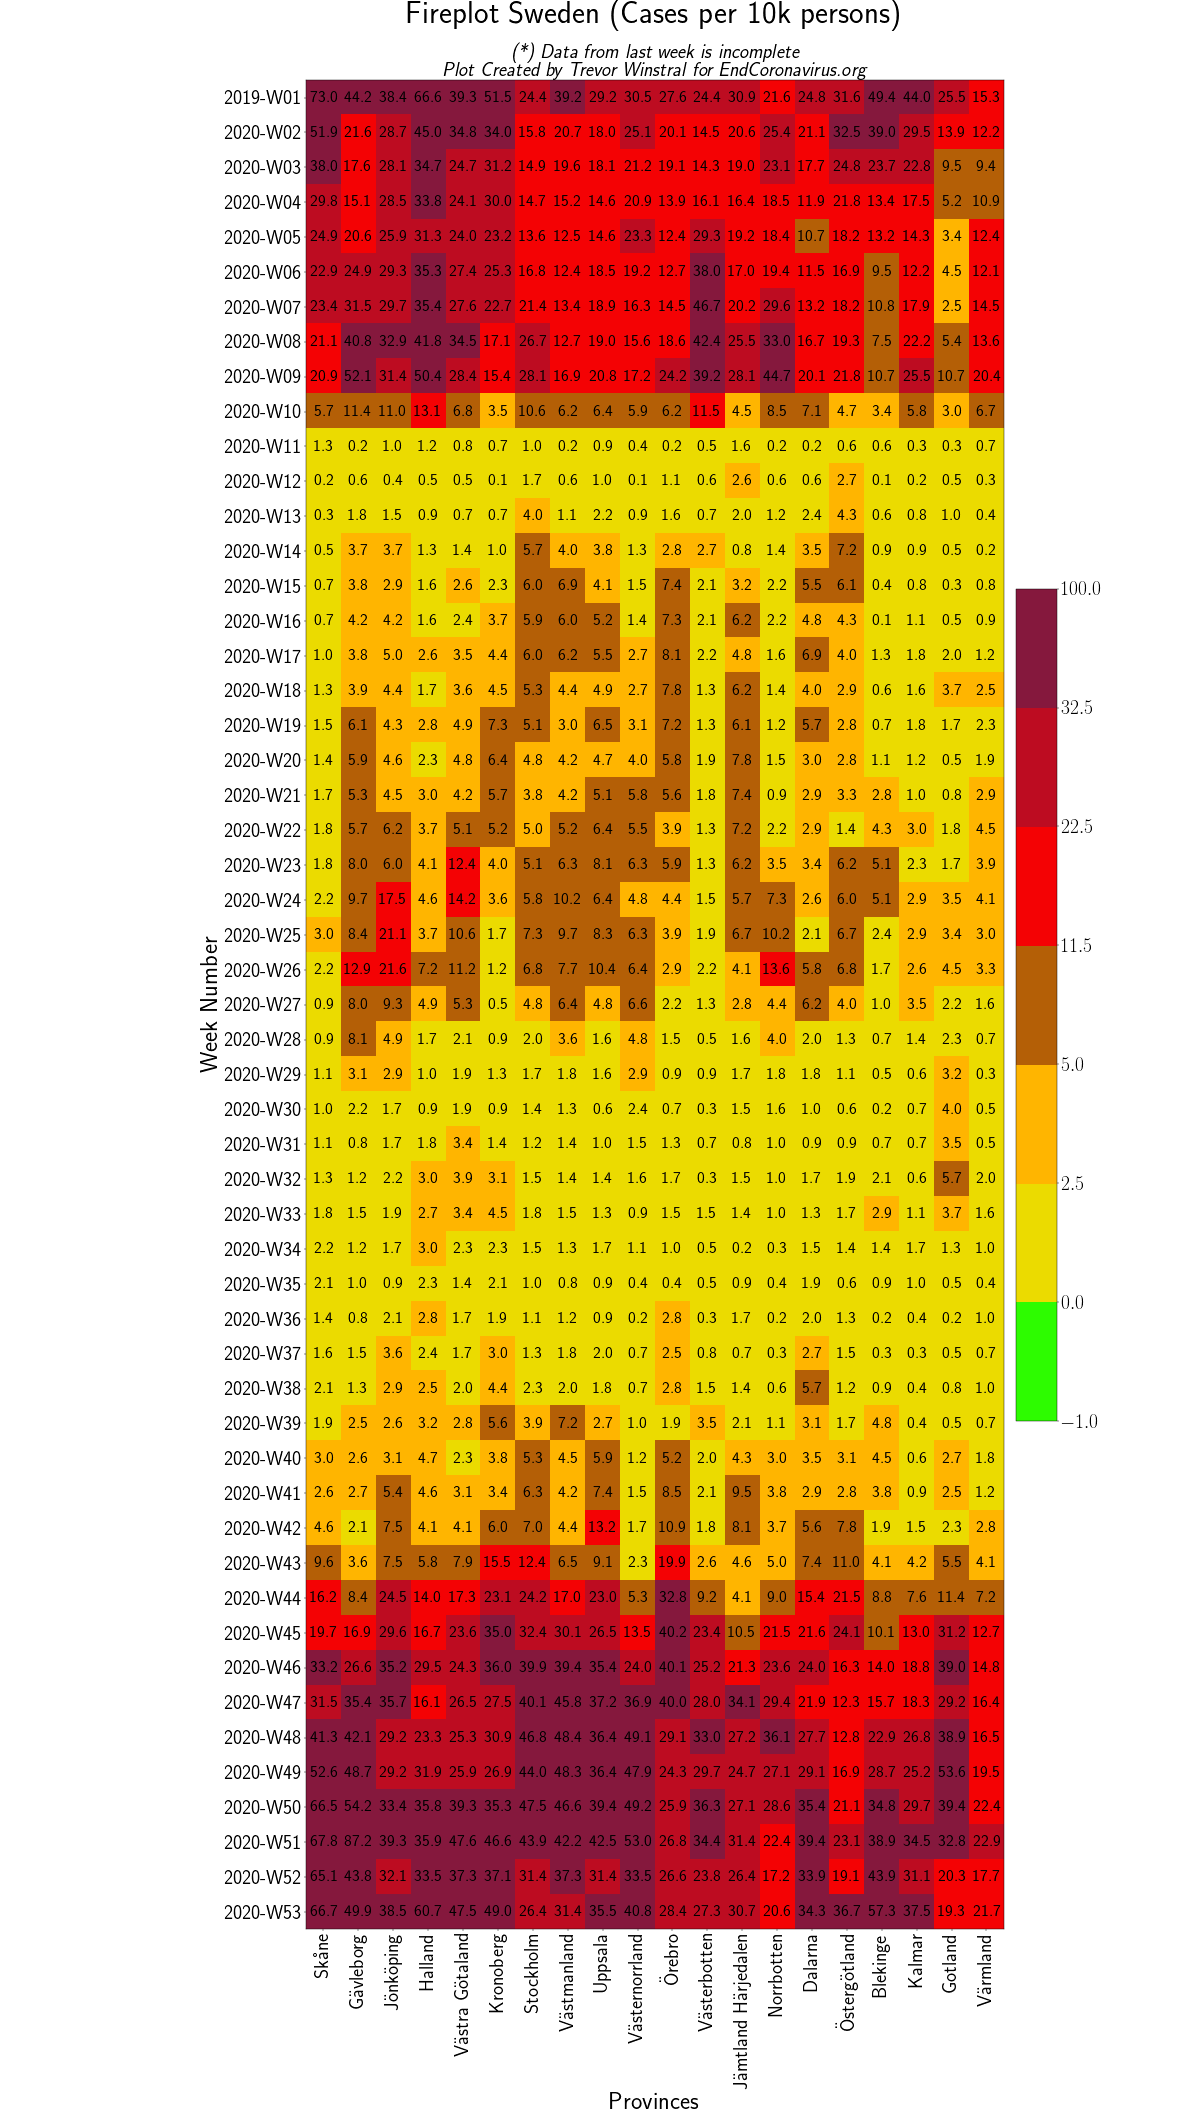 Fireplot Sweden (Cases per 10k persons)
(*) Data from last week is incomplete
Plot Created by Trevor Winstral for EndCoronavirus.org
2019-W01 73.0 44.2 38.4 66.6 39.3 51.5 24.4 39.2 29.2 30.5 27.6 24.4 30.9 21.6 24.8 31.6 49.4 44.0 25.5 15.3
2020-W02 51.9 21.6 28.7 45.0 34.8 34.0 15.8 20.7 18.0 25.1 20.1 14.5 20.6 25.4 21.1 32.5 39.0 29.5 13.9 12.2
2020-W03 38.0 17.6 28.1 34.7 24.7 31.2 14.9 19.6 18.1 21.2 19.1 14.3 19.0 23.1 17.7 24.8 23.7 22.8 9.5 9.4
2020-W04 29.8 15.1 28.5 33.8 24.1 30.0 14.7 15.2 14.6 20.9 13.9 16.1 16.4 18.5 11.9 21.8 13.4 17.5 5.2 10.9
2020-W05 24.9 20.6 25.9 31.3 24.0 23.2 13.6 12.5 14.6 23.3 12.4 29.3 19.2 18.4 10.7 18.2 13.2 14.3 3.4 12.4
2020-W06 22.9 24.9 29.3 35.3 27.4 25.3 16.8 12.4 18.5 19.2 12.7 38.0 17.0 19.4 11.5 16.9 9.5 12.2 4.5 12.1
2020-W07 23.4 31.5 29.7 35.4 27.6 22.7 21.4 13.4 18.9 16.3 14.5 46.7 20.2 29.6 13.2 18.2 10.8 17.9 2.5 14.5
2020-W08 21.1 40.8 32.9 41.8 34.5 17.1 26.7 12.7 19.0 15.6 18.6 42.4 25.5 33.0 16.7 19.3 7.5 22.2 5.4 13.6
2020-W09 20.9 52.1 31.4 50.4 28.4 15.4 28.1 16.9 20.8 17.2 24.2 39.2 28.1 44.7 20.1 21.8 10.7 25.5 10.7 20.4
2020-W10 5.7 11.4 11.0 13.1 6.8 3.5 10.6 6.2 6.4 5.9 6.2 11.5 4.5 8.5 7.1 4.7 3.4 5.8 3.0 6.7
2020-W11 1.3 0.2 1.0 1.2 0.8 0.7 1.0 0.2 0.9 0.4 0.2 0.5 1.6 0.2 0.2 0.6 0.6 0.3 0.3 0.7
2020-W12 0.2 0.6 0.4 0.5 0.5 0.1 1.7 0.6 1.0 0.1 1.1 0.6 2.6 0.6 0.6 2.7 0.1 0.2 0.5 0.3
2020-W13 0.3 1.8 1.5 0.9 0.7 0.7 4.0 1.1 2.2 0.9 1.6 0.7 2.0 1.2 2.4 4.3 0.6 0.8 1.0 0.4
2020-W14 0.5 3.7 3.7 1.3 1.4 1.0 5.7 4.0 3.8 1.3 2.8 2.7 0.8 1.4 3.5 7.2 0.9 0.9 0.5 0.2
2020-W15 0.7 3.8 2.9 1.6 2.6 2.3 6.0 6.9 4.1 1.5 7.4 2.1 3.2 2.2 5.5 6.1 0.4 0.8 0.3 0.8
2020-W16 0.7 4.2 4.2 1.6 2.4 3.7 5.9 6.0 5.2 1.4 7.3 2.1 6.2 2.2 4.8 4.3 0.1 1.1 0.5 0.9
2020-W17 1.0 3.8 5.0 2.6 3.5 4.4 6.0 6.2 5.5 2.7 8.1 2.2 4.8 1.6 6.9 4.0 1.3 1.8 2.0 1.2
2020-W18 1.3 3.9 4.4 1.7 3.6 4.5 5.3 4.4 4.9 2.7 7.8 1.3 6.2 1.4 4.0 2.9 0.6 1.6 3.7 2.5
2020-W19 1.5 6.1 4.3 2.8 4.9 7.3 5.1 3.0 6.5 3.1 7.2 1.3 6.1 1.2 5.7 2.8 0.7 1.8 1.7 2.3
2020-W20 1.4 5.9 4.6 2.3 4.8 6.4 4.8 4.2 4.7 4.0 5.8 1.9 7.8 1.5 3.0 2.8 1.1 1.2 0.5 1.9
2020-W21 1.7 5.3 4.5 3.0 4.2 5.7 3.8 4.2 5.1 5.8 5.6 1.8 7.4 0.9 2.9 3.3 2.8 1.0 0.8 2.9
2020-W22 1.8 5.7 6.2 3.7 5.1 5.2 5.0 5.2 6.4 5.5 3.9 1.3 7.2 2.2 2.9 1.4 4.3 3.0 1.8 4.5
2020-W23 1.8 8.0 6.0 4.1 12.4 4.0 5.1 6.3 8.1 6.3 5.9 1.3 6.2 3.5 3.4 6.2 5.1 2.3 1.7 3.9
2020-W24 2.2 9.7 17.5 4.6 14.2 3.6 5.8 10.2 6.4 4.8 4.4 1.5 5.7 7.3 2.6 6.0 5.1 2.9 3.5 4.1
2020-W25 3.0 8.4 21.1 3.7 10.6 1.7 7.3 9.7 8.3 6.3 3.9 1.9 6.7 10.2 2.1 6.7 2.4 2.9 3.4 3.0
2020-W26 2.2 12.9 21.6 7.2 11.2 1.2 6.8 7.7 10.4 6.4 2.9 2.2 4.1 13.6 5.8 6.8 1.7 2.6 4.5 3.3
2020-W27 0.9 8.0 9.3 4.9 5.3 0.5 4.8 6.4 4.8 6.6 2.2 1.3 2.8 4.4 6.2 4.0 1.0 3.5 2.2 1.6
2020-W28 0.9 8.1 4.9 1.7 2.1 0.9 2.0 3.6 1.6 4.8 1.5 0.5 1.6 4.0 2.0 1.3 0.7 1.4 2.3 0.7
2020-W29 1.1 3.1 2.9 1.0 1.9 1.3 1.7 1.8 1.6 2.9 0.9 0.9 1.7 1.8 1.8 1.1 0.5 0.6 3.2 0.3
2020-W30 1.0 2.2 1.7 0.9 1.9 0.9 1.4 1.3 0.6 2.4 0.7 0.3 1.5 1.6 1.0 0.6 0.2 0.7 4.0 0.5
2020-W31 1.1 0.8 1.7 1.8 3.4 1.4 1.2 1.4 1.0 1.5 1.3 0.7 0.8 1.0 0.9 0.9 0.7 0.7 3.5 0.5
2020-W32 1.3 1.2 2.2 3.0 3.9 3.1 1.5 1.4 1.4 1.6 1.7 0.3 1.5 1.0 1.7 1.9 2.1 0.6 5.7 2.0
2020-W33 1.8 1.5 1.9 2.7 3.4 4.5 1.8 1.5 1.3 0.9 1.5 1.5 1.4 1.0 1.3 1.7 2.9 1.1 3.7 1.6
2020-W34 2.2 1.2 1.7 3.0 2.3 2.3 1.5 1.3 1.7 1.1 1.0 0.5 0.2 0.3 1.5 1.4 1.4 1.7 1.3 1.0
2020-W35 2.1 1.0 0.9 2.3 1.4 2.1 1.0 0.8 0.9 0.4 0.4 0.5 0.9 0.4 1.9 0.6 0.9 1.0 0.5 0.4
2020-W36 1.4 0.8 2.1 2.8 1.7 1.9 1.1 1.2 0.9 0.2 2.8 0.3 1.7 0.2 2.0 1.3 0.2 0.4 0.2 1.0
2020-W37 1.6 1.5 3.6 2.4 1.7 3.0 1.3 1.8 2.0 0.7 2.5 0.8 0.7 0.3 2.7 1.5 0.3 0.3 0.5 0.7
2020-W38 2.1 1.3 2.9 2.5 2.0 4.4 2.3 2.0 1.8 0.7 2.8 1.5 1.4 0.6 5.7 1.2 0.9 0.4 0.8 1.0
2020-W39 1.9 2.5 2.6 3.2 2.8 5.6 3.9 7.2 2.7 1.0 1.9 3.5 2.1 1.1 3.1 1.7 4.8 0.4 0.5 0.7
2020-W40 3.0 2.6 3.1 4.7 2.3 3.8 5.3 4.5 5.9 1.2 5.2 2.0 4.3 3.0 3.5 3.1 4.5 0.6 2.7 1.8
2020-W41 2.6 2.7 5.4 4.6 3.1 3.4 6.3 4.2 7.4 1.5 8.5 2.1 9.5 3.8 2.9 2.8 3.8 0.9 2.5 1.2
2020-W42 4.6 2.1 7.5 4.1 4.1 6.0 7.0 4.4 13.2 1.7 10.9 1.8 8.1 3.7 5.6 7.8 1.9 1.5 2.3 2.8
2020-W43 9.6 3.6 7.5 5.8 7.9 15.5 12.4 6.5 9.1 2.3 19.9 2.6 4.6 5.0 7.4 11.0 4.1 4.2 5.5 4.1
2020-W44 16.2 8.4 24.5 14.0 17.3 23.1 24.2 17.0 23.0 5.3 32.8 9.2 4.1 9.0 15.4 21.5 8.8 7.6 11.4 7.2
2020-W45 19.7 16.9 29.6 16.7 23.6 35.0 32.4 30.1 26.5 13.5 40.2 23.4 10.5 21.5 21.6 24.1 10.1 13.0 31.2 12.7
2020-W46 33.2 26.6 35.2 29.5 24.3 36.0 39.9 39.4 35.4 24.0 40.1 25.2 21.3 23.6 24.0 16.3 14.0 18.8 39.0 14.8
2020-W47 31.5 35.4 35.7 16.1 26.5 27.5 40.1 45.8 37.2 36.9 40.0 28.0 34.1 29.4 21.9 12.3 15.7 18.3 29.2 16.4
2020-W48 41.3 42.1 29.2 23.3 25.3 30.9 46.8 48.4 36.4 49.1 29.1 33.0 27.2 36.1 27.7 12.8 22.9 26.8 38.9 16.5
2020-W49 52.6 48.7 29.2 31.9 25.9 26.9 44.0 48.3 36.4 47.9 24.3 29.7 24.7 27.1 29.1 16.9 28.7 25.2 53.6 19.5
2020-W50 66.5 54.2 33.4 35.8 39.3 35.3 47.5 46.6 39.4 49.2 25.9 36.3 27.1 28.6 35.4 21.1 34.8 29.7 39.4 22.4
2020-W51 67.8 87.2 39.3 35.9 47.6 46.6 43.9 42.2 42.5 53.0 26.8 34.4 31.4 22.4 39.4 23.1 38.9 34.5 32.8 22.9
2020-W52 65.1 43.8 32.1 33.5 37.3 37.1 31.4 37.3 31.4 33.5 26.6 23.8 26.4 17.2 33.9 19.1 43.9 31.1 20.3 17.7
2020-W53 66.7 49.9 38.5 60.7 47.5 49.0 26.4 31.4 35.5 40.8 28.4 27.3 30.7 20.6 34.3 36.7 57.3 37.5 19.3 21.7
Week Number
Skåne
Gävleborg
Jönköping
Halland
Västra Götaland
Kronoberg
Stockholm
Västmanland
Uppsala
Västernorrland
Örebro
Västerbotten
Jämtland Härjedalen
Norrbotten
Dalarna
Östergötland
Blekinge
Kalmar
Gotland
Värmland
Provinces
100.0
32.5
22.5
11.5
5.0
2.5
0.0
−1.0